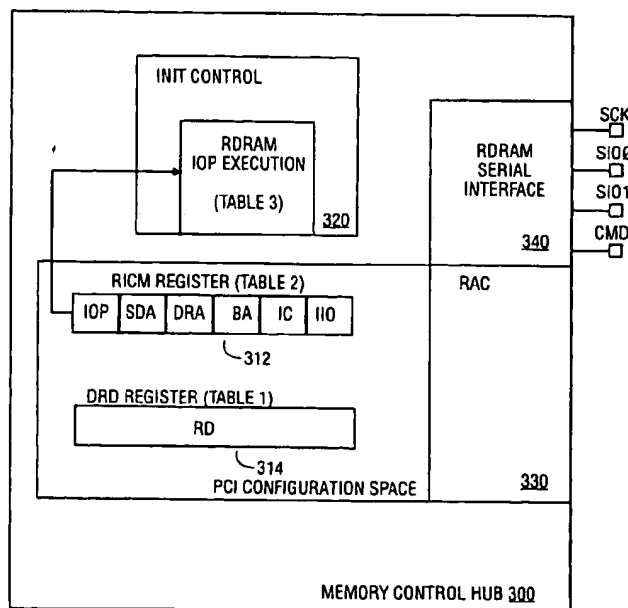 INIT CONTROL
RDRAM
IOP EXECUTION
(TABLE 3)
320
RDRAM
SERIAL
INTERFACE
340
SCK
SIO0
SIO1
CMD
RICM REGISTER (TABLE 2)
IOP SDA DRA BA IC IIO
312
DRD REGISTER (TABLE 1)
RD
314
PCI CONFIGURATION SPACE
RAC
330
MEMORY CONTROL HUB 300